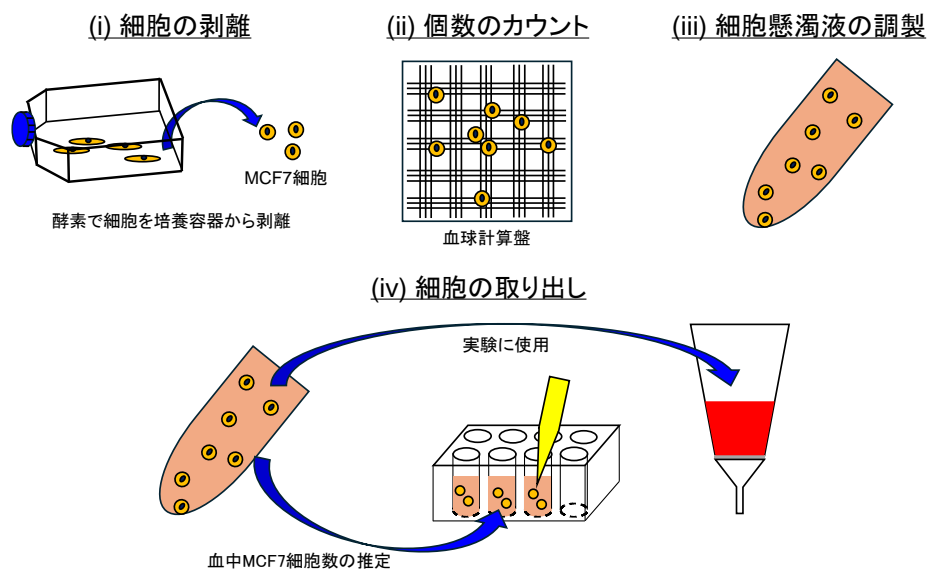 (i) 細胞の剥離
(ii) 個数のカウント
(iii) 細胞懸濁液の調製
MCF7細胞
酵素で細胞を培養容器から剥離
血球計算盤
(iv) 細胞の取り出し
実験に使用
血中MCF7細胞数の推定